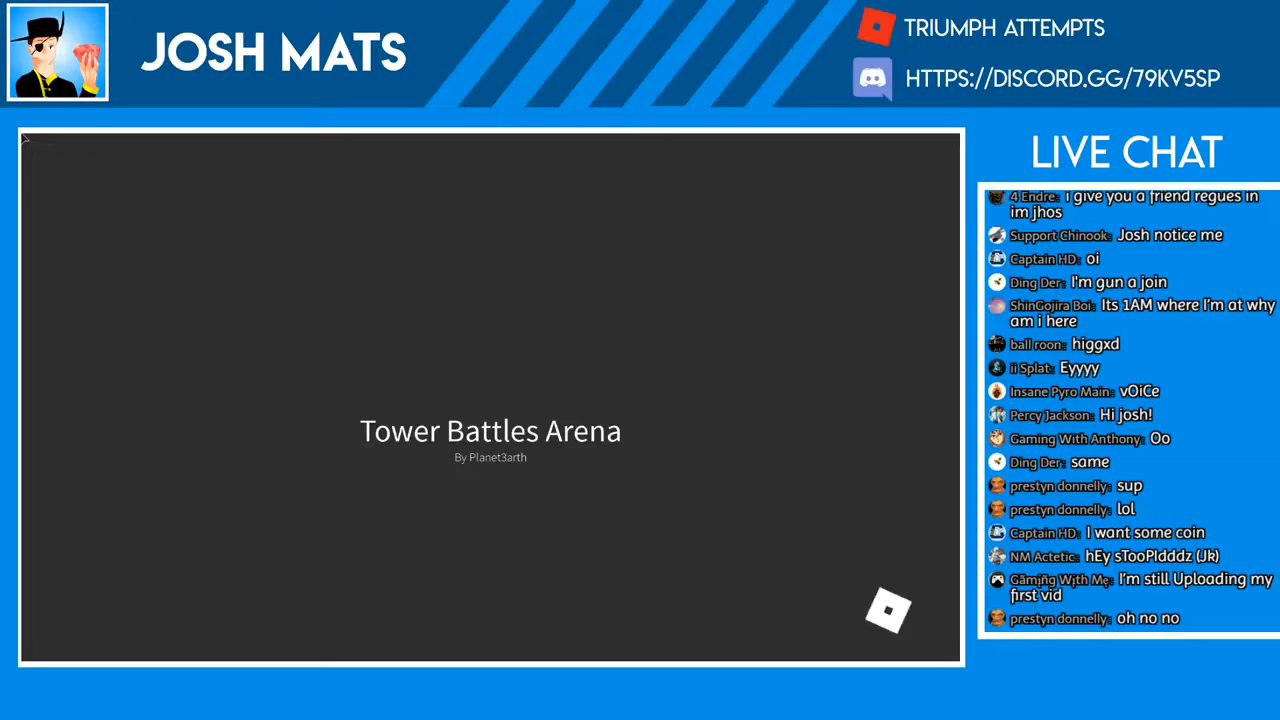 JOSH MATS
TRIUMPH ATTEMPTS
HTTPS://DISCORD.GG/79KV5SP
LIVE CHAT
4 Endre: i give you a friend regues in
im jhos
Support Chinook: Josh notice me
Captain HD: oi
Ding Der: I'm gun a join
ShinGojira Boi: Its 1AM where I'm at why
am i here
ball roon: higgxd
ii Splat: Eyyyy
Insane Pyro Main: vOiCe
Percy Jackson: Hi josh!
Gaming With Anthony: Oo
Ding Der: same
prestyn donnelly: sup
prestyn donnelly: lol
Captain HD: I want some coin
NM Actetic: hEy sTooPIdddz (Jk)
Gãmïñg Wįth Mę: I'm still Uploading my
first vid
prestyn donnelly: oh no no
Tower Battles Arena
By Planet3arth